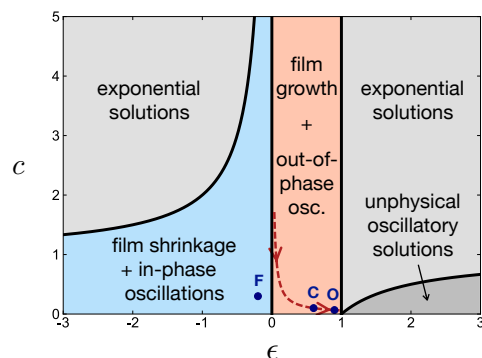 5
4
3
2
1
0
c
exponential
solutions
film
growth
+
out-of-
phase
osc.
exponential
solutions
unphysical
oscillatory
solutions
film shrinkage
+ in-phase
oscillations
F
C
O
-3
-2
-1
0
1
2
3
ϵ